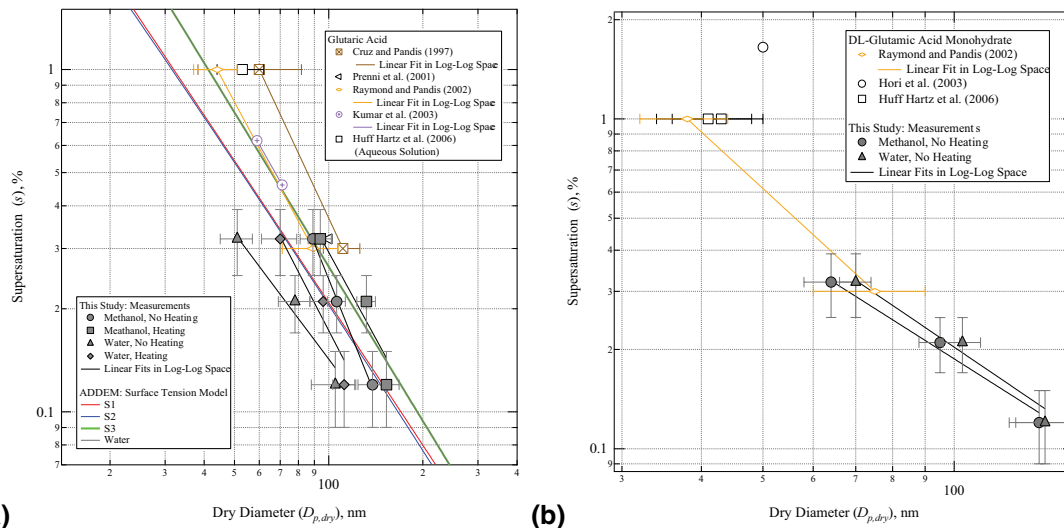 Supersaturation (s), %
1
9
8
7
6
5
4
3
2
0.1
9
8
7
Glutaric Acid
Cruz and Pandis (1997)
Linear Fit in Log-Log Space
Prenni et al. (2001)
Raymond and Pandis (2002)
Linear Fit in Log-Log Space
Kumar et al. (2003)
Linear Fit in Log-Log Space
Huff Hartz et al. (2006)
(Aqueous Solution)
This Study: Measurements
Methanol, No Heating
Meathanol, Heating
Water, No Heating
Water, Heating
Linear Fits in Log-Log Space
ADDEM: Surface Tension Model
S1
S2
S3
Water
2 3 4 5 6 7 8 9 100 2 3 4
Dry Diameter (Dp,dry), nm
)
Supersaturation (s), %
2
1
9
8
7
6
5
4
3
2
0.1
DL-Glutamic Acid Monohydrate
Raymond and Pandis (2002)
Linear Fit in Log-Log Space
Hori et al. (2003)
Huff Hartz et al. (2006)
This Study: Measurements
Methanol, No Heating
Water, No Heating
Linear Fits in Log-Log Space
3 4 5 6 7 8 9 100
Dry Diameter (Dp,dry), nm
(b)